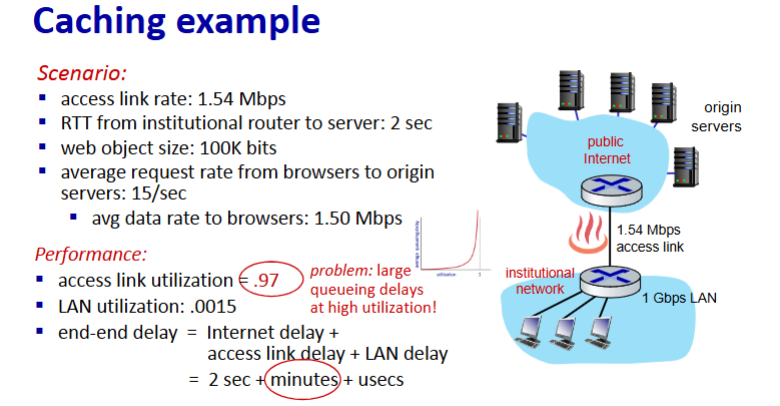 Caching example
Scenario:
▪ access link rate: 1.54 Mbps
▪ RTT from institutional router to server: 2 sec
▪ web object size: 100K bits
▪ average request rate from browsers to origin
servers: 15/sec
▪ avg data rate to browsers: 1.50 Mbps
Performance:
▪ access link utilization = .97
problem: large
queueing delays
at high utilization!
▪ LAN utilization: .0015
▪ end-end delay = Internet delay +
access link delay + LAN delay
= 2 sec + minutes + usecs
origin
servers
public
Internet
1.54 Mbps
access link
institutional
network
1 Gbps LAN
1